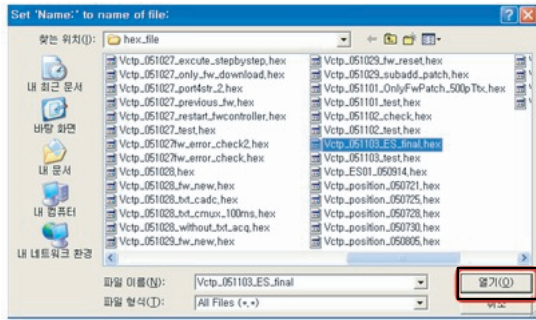 Set 'Name:' to name of file:
찾는 위치(I):
hex_file
내 최근 문서
바탕 화면
내 문서
내 컴퓨터
내 네트워크 환경
Vctp_051027_excute_stepbystep.hex
Vctp_051027_only_fw_download.hex
Vctp_051027_port4str_2.hex
Vctp_051027_previous_fw.hex
Vctp_051027_restart_fwcontroller.hex
Vctp_051027_test.hex
Vctp_051027fw_error_check2.hex
Vctp_051027fw_error_check.hex
Vctp_051028.hex
Vctp_051028_fw_new.hex
Vctp_051028_txt_cadc.hex
Vctp_051028_txt_cmux_100ms.hex
Vctp_051028_without_txt_acq.hex
Vctp_051029_fw_new.hex
Vctp_051029_fw_reset.hex
Vctp_051029_subadd_patch.hex
Vctp_051101_OnlyFwPatch_500pTtx.hex
Vctp_051101_test.hex
Vctp_051102_check.hex
Vctp_051102_test.hex
Vctp_051103_ES_final.hex
Vctp_051103_test.hex
Vctp_ES01_050914.hex
Vctp_position_050721.hex
Vctp_position_050725.hex
Vctp_position_050728.hex
Vctp_position_050730.hex
Vctp_position_050805.hex
파일 이름(N):
Vctp_051103_ES_final
열기(O)
파일 형식(T):
All Files (*.*)
취소